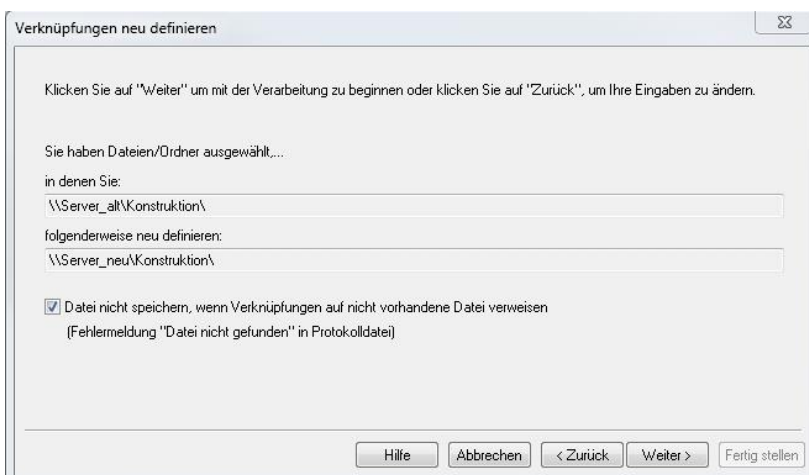 Verknüpfungen neu definieren
Klicken Sie auf "Weiter" um mit der Verarbeitung zu beginnen oder klicken Sie auf "Zurück", um Ihre Eingaben zu ändern.
Sie haben Dateien/Ordner ausgewählt,...
in denen Sie:
\\Server_alt\Konstruktion\
folgenderweise neu definieren:
\\Server_neu\Konstruktion\
Datei nicht speichern, wenn Verknüpfungen auf nicht vorhandene Datei verweisen
(Fehlermeldung "Datei nicht gefunden" in Protokolldatei)
Hilfe Abbrechen < Zurück Weiter > Fertig stellen